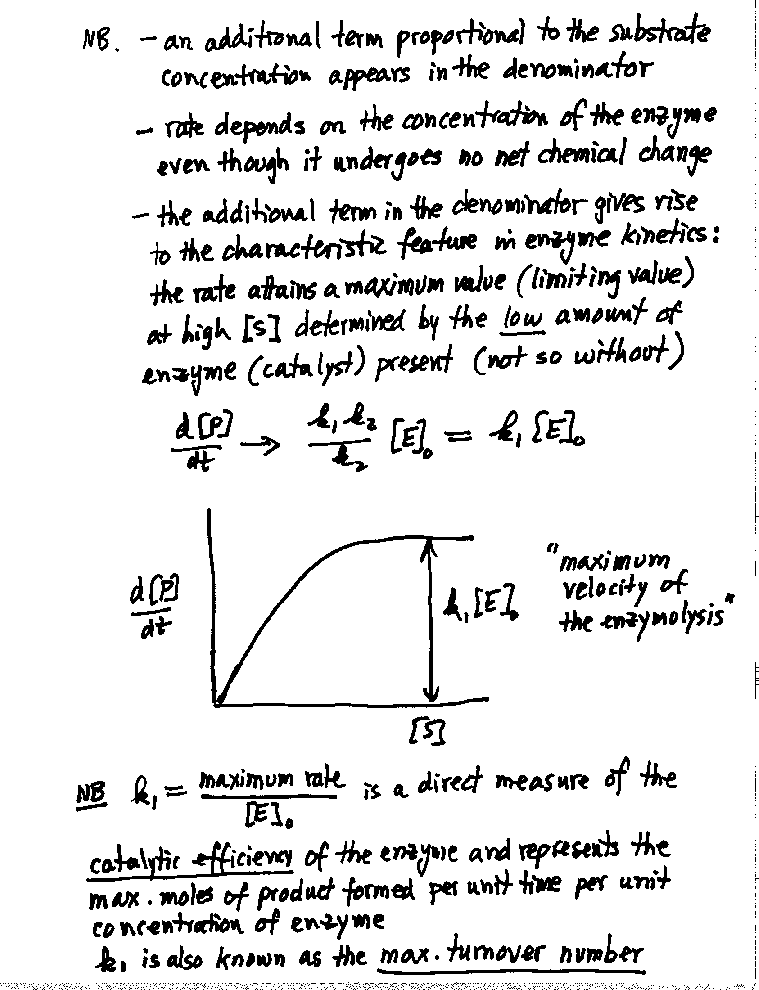 NB. - an additional term proportional to the substrate
concentration appears in the denominator
- rate depends on the concentration of the enzyme
even though it undergoes no net chemical change
- the additional term in the denominator gives rise
to the characteristic feature in enzyme kinetics:
the rate attains a maximum value (limiting value)
at high [S] determined by the low amount of
enzyme (catalyst) present (not so without)
d[P]/dt → k₁k₂/k₂ [E]₀ = k₁[E]₀
d[P]/dt
k₁[E]₀
"maximum
velocity of
the enzymolysis"
[S]
NB k₁ = maximum rate/[E]₀ is a direct measure of the
catalytic efficiency of the enzyme and represents the
max. moles of product formed per unit time per unit
concentration of enzyme
k₁ is also known as the max. turnover number